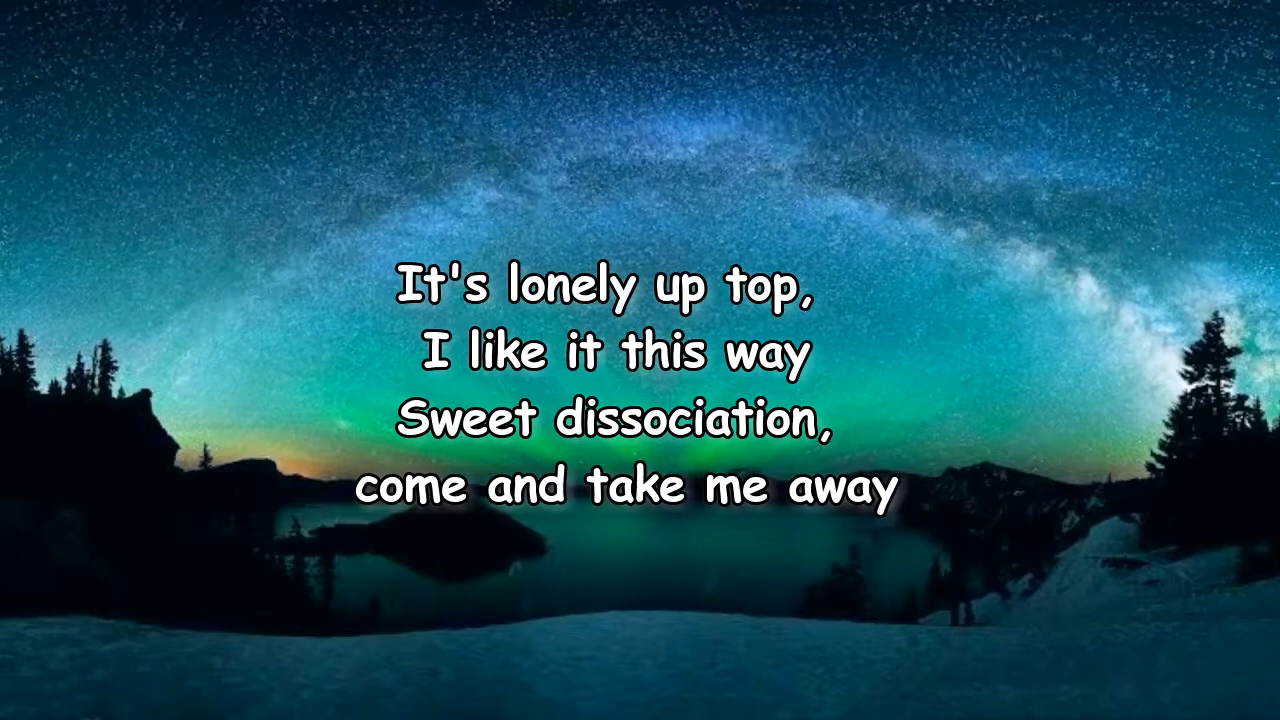 It's lonely up top,
I like it this way
Sweet dissociation,
come and take me away